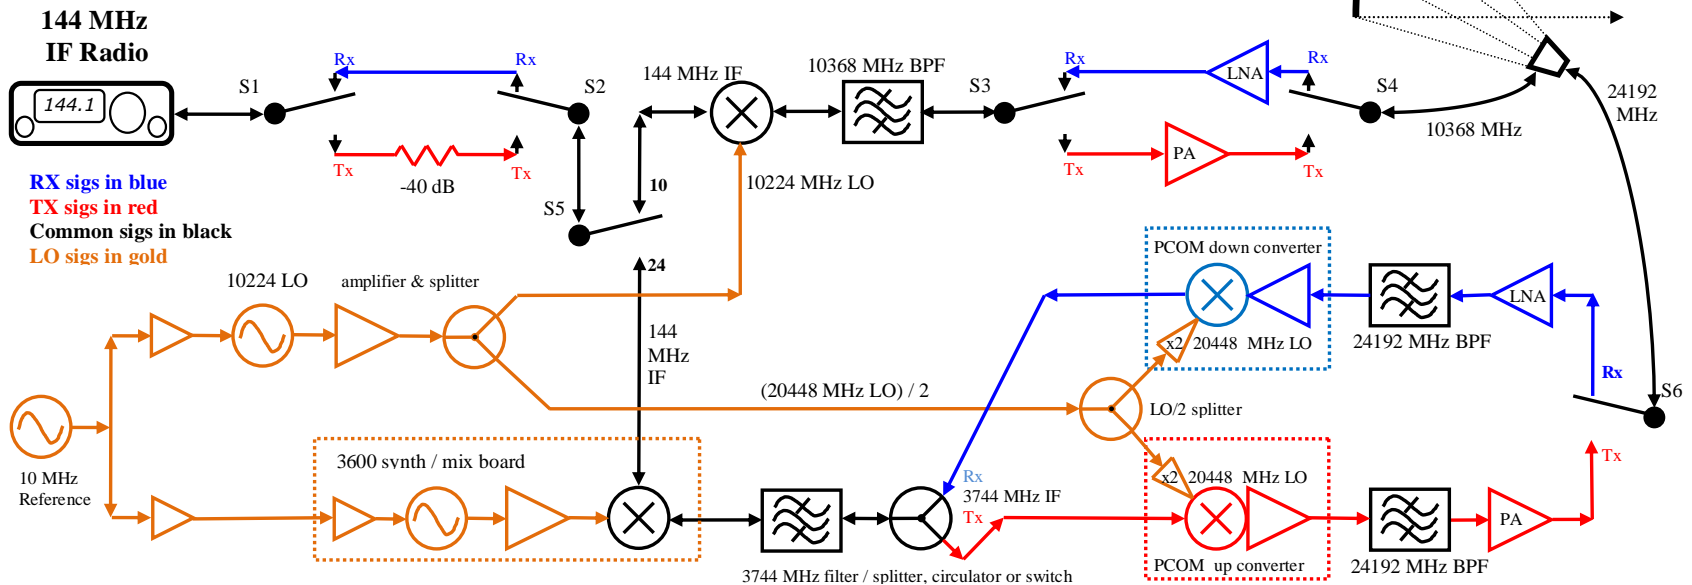 144 MHz
IF Radio
144.1
S1
Rx
Rx
S2
144 MHz IF
10368 MHz BPF
S3
Rx
LNA
Rx
S4
24192
MHz
10368 MHz
Tx
-40 dB
Tx
Tx
PA
Tx
10
10224 MHz LO
S5
24
RX sigs in blue
TX sigs in red
Common sigs in black
LO sigs in gold
10224 LO
amplifier & splitter
144
MHz
IF
PCOM down converter
x2 20448 MHz LO
24192 MHz BPF
LNA
Rx
S6
(20448 MHz LO) / 2
LO/2 splitter
10 MHz
Reference
3600 synth / mix board
Rx
3744 MHz IF
Tx
x2 20448 MHz LO
Tx
PA
PCOM up converter
24192 MHz BPF
3744 MHz filter / splitter, circulator or switch